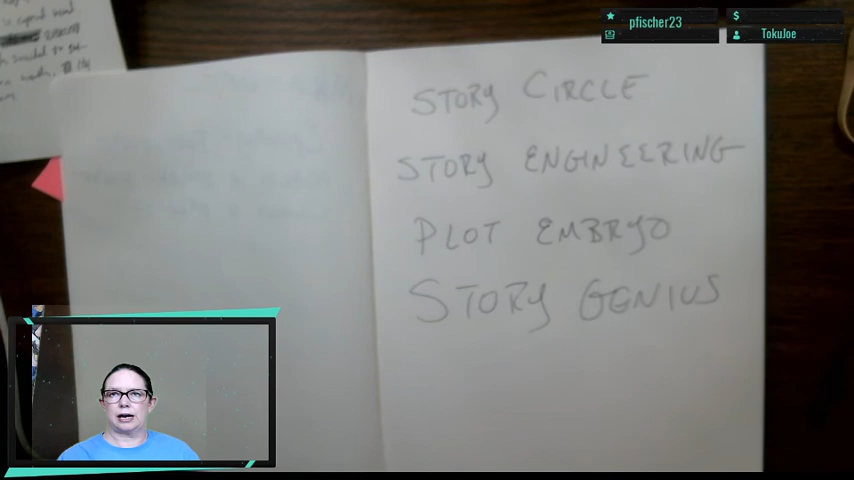 pfischer23
$
TokuJoe
STORY CIRCLE
STORY ENGINEERING
PLOT EMBRYO
STORY GENIUS